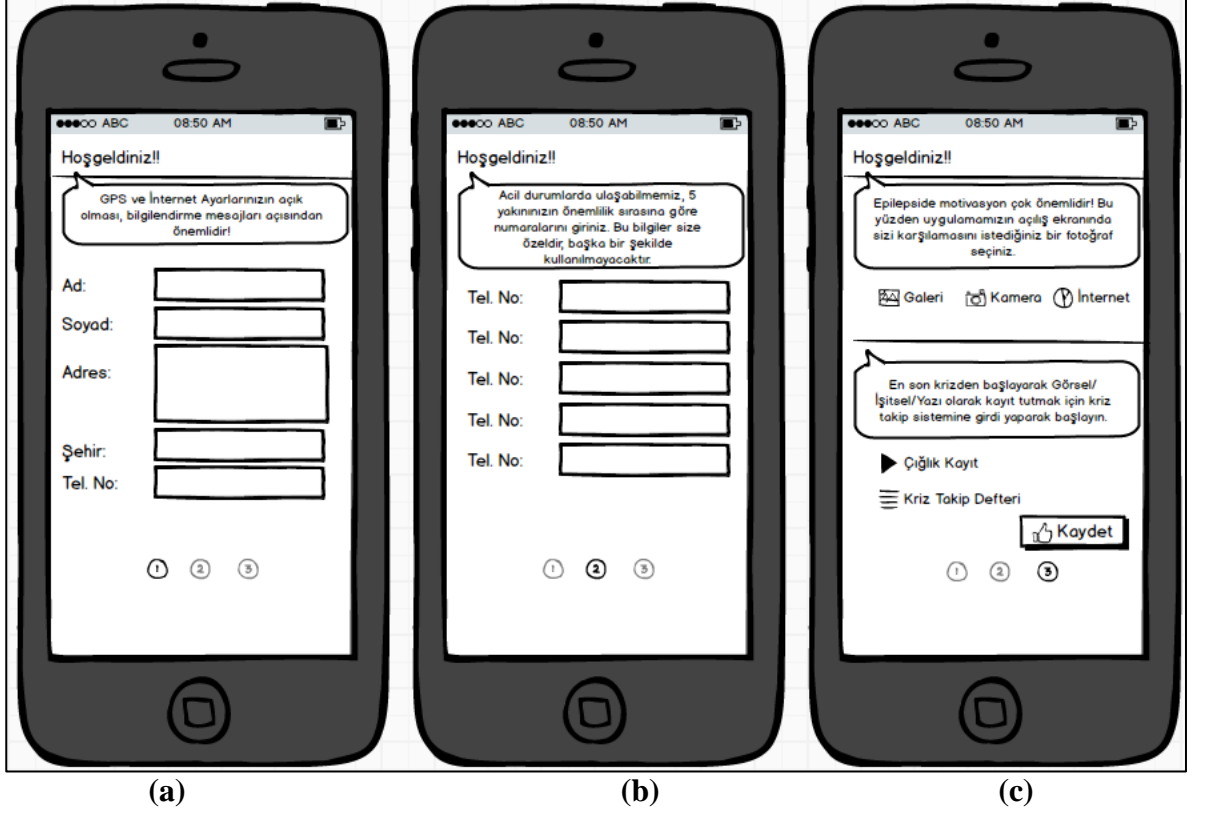 ●●●○○ ABC 08:50 AM
Hoşgeldiniz!!
GPS ve İnternet Ayarlarınızın açık
olması, bilgilendirme mesajları açısından
önemlidir!
Ad:
Soyad:
Adres:
Şehir:
Tel. No:
1 2 3
(a)
●●●○○ ABC 08:50 AM
Hoşgeldiniz!!
Acil durumlarda ulaşabilmemiz, 5
yakınınızın önemlilik sırasına göre
numaralarını giriniz. Bu bilgiler size
özeldir, başka bir şekilde
kullanılmayacaktır.
Tel. No:
Tel. No:
Tel. No:
Tel. No:
Tel. No:
1 2 3
(b)
●●●○○ ABC 08:50 AM
Hoşgeldiniz!!
Epilepside motivasyon çok önemlidir! Bu
yüzden uygulamamızın açılış ekranında
sizi karşılamasını istediğiniz bir fotoğraf
seçiniz.
Galeri Kamera İnternet
En son krizden başlayarak Görsel/
İşitsel/Yazı olarak kayıt tutmak için kriz
takip sistemine girdi yaparak başlayın.
Çığlık Kayıt
Kriz Takip Defteri
Kaydet
1 2 3
(c)